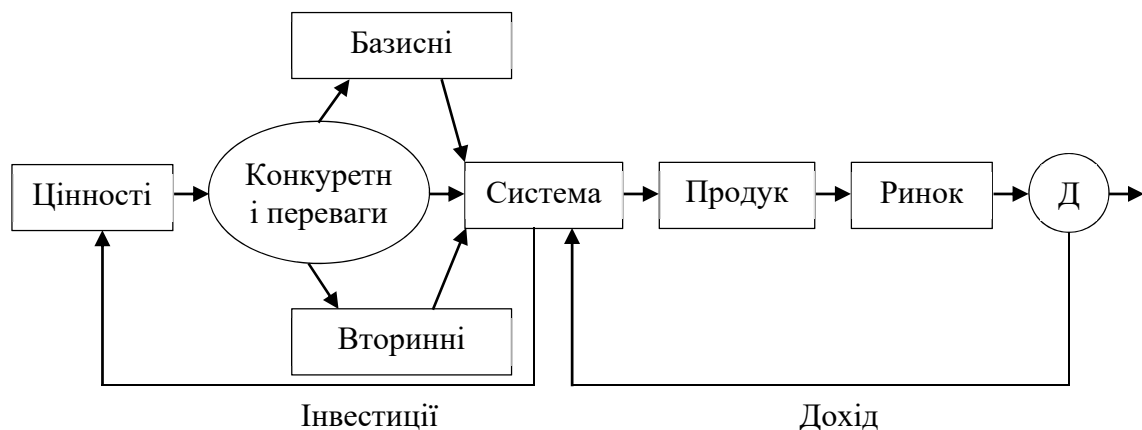 Базисні
Цінності
Конкуретн
і переваги
Система
Продук
Ринок
Д
Вторинні
Інвестиції
Дохід